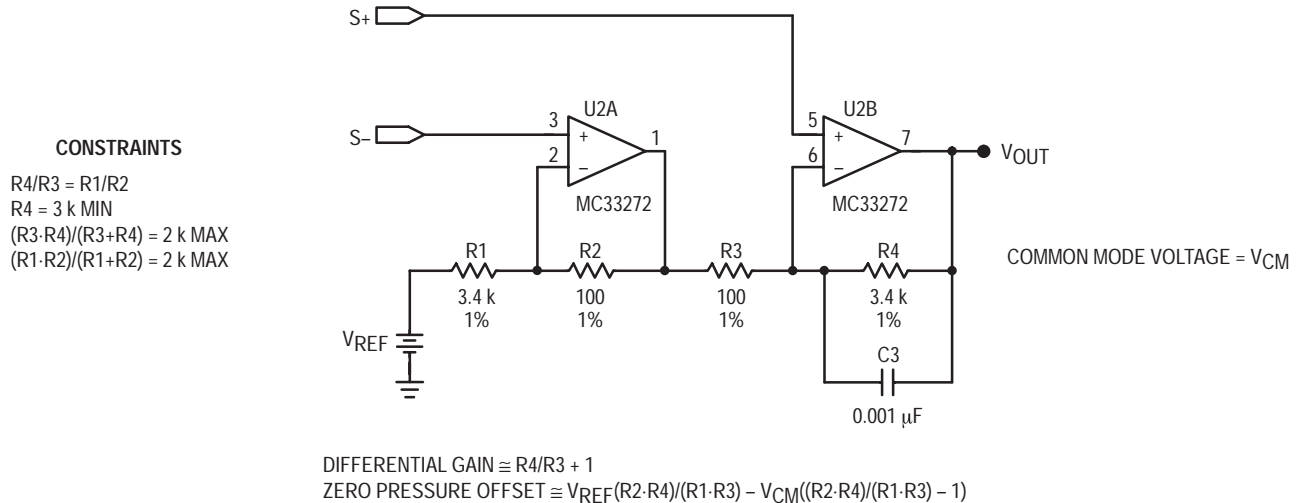 S+
U2A
U2B
S–
3
+
2
–
1
5
+
6
–
7
VOUT
MC33272
MC33272
CONSTRAINTS
R4/R3 = R1/R2
R4 = 3 k MIN
(R3·R4)/(R3+R4) = 2 k MAX
(R1·R2)/(R1+R2) = 2 k MAX
COMMON MODE VOLTAGE = VCM
R1
3.4 k
1%
R2
100
1%
R3
100
1%
R4
3.4 k
1%
VREF
C3
0.001 μF
DIFFERENTIAL GAIN ≅ R4/R3 + 1
ZERO PRESSURE OFFSET ≅ VREF(R2·R4)/(R1·R3) – VCM((R2·R4)/(R1·R3) – 1)